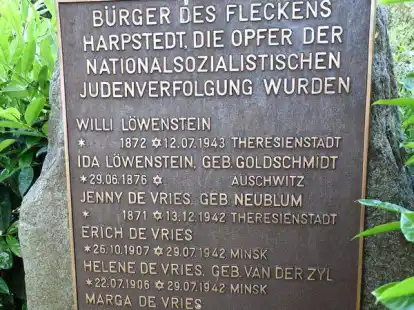 BÜRGER DES FLECKENS
HARPSTEDT, DIE OPFER DER
NATIONALSOZIALISTISCHEN
JUDENVERFOLGUNG WURDEN
WILLI LÖWENSTEIN
* 1872 ✡ 12.07.1943 THERESIENSTADT
IDA LÖWENSTEIN, GEB. GOLDSCHMIDT
* 29.06.1876 ✡ AUSCHWITZ
JENNY DE VRIES, GEB. NEUBLUM
* 1871 ✡ 13.12.1942 THERESIENSTADT
ERICH DE VRIES
* 26.10.1907 ✡ 29.07.1942 MINSK
HELENE DE VRIES, GEB. VAN DER ZYL
* 22.07.1906 ✡ 29.07.1942 MINSK
MARGA DE VRIES